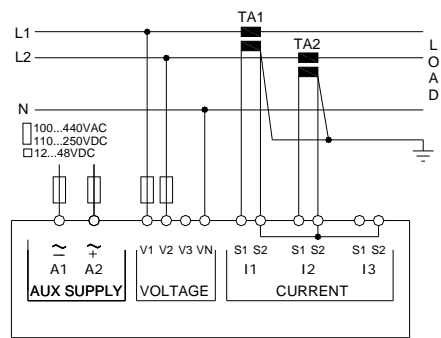 TA1
L1
TA2
L2
LOAD
N
100...440VAC
110...250VDC
12...48VDC
~ ~
− +
A1 A2
AUX SUPPLY
V1 V2 V3 VN
VOLTAGE
S1 S2 S1 S2 S1 S2
I1 I2 I3
CURRENT